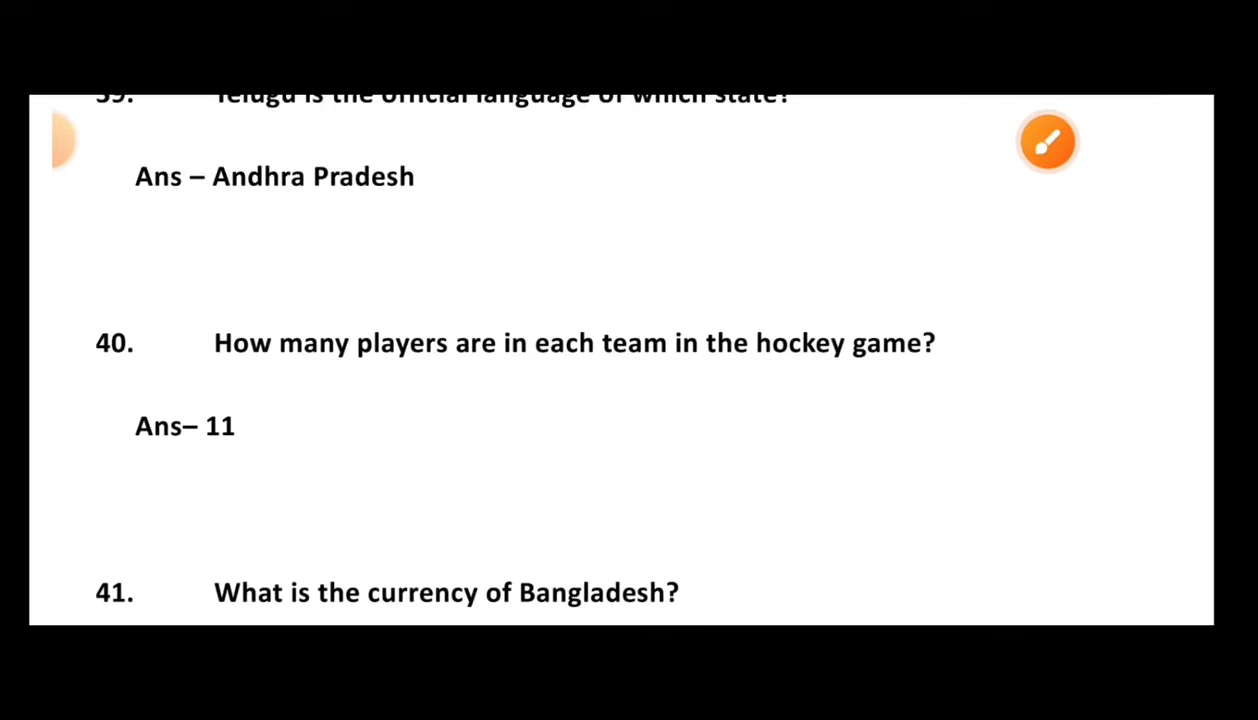 39. Telugu is the official language of which state?
Ans – Andhra Pradesh
40. How many players are in each team in the hockey game?
Ans– 11
41. What is the currency of Bangladesh?